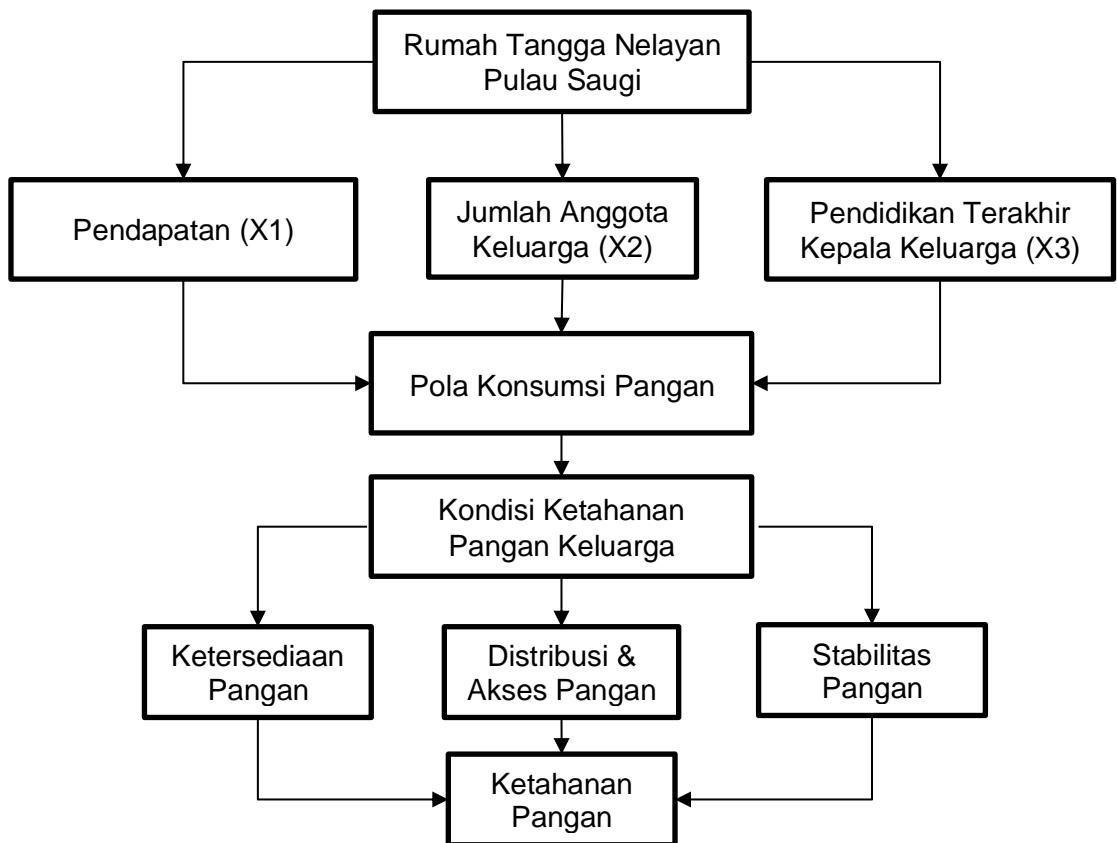 Rumah Tangga Nelayan
Pulau Saugi
Pendapatan (X1)
Jumlah Anggota
Keluarga (X2)
Pendidikan Terakhir
Kepala Keluarga (X3)
Pola Konsumsi Pangan
Kondisi Ketahanan
Pangan Keluarga
Ketersediaan
Pangan
Distribusi &
Akses Pangan
Stabilitas
Pangan
Ketahanan
Pangan